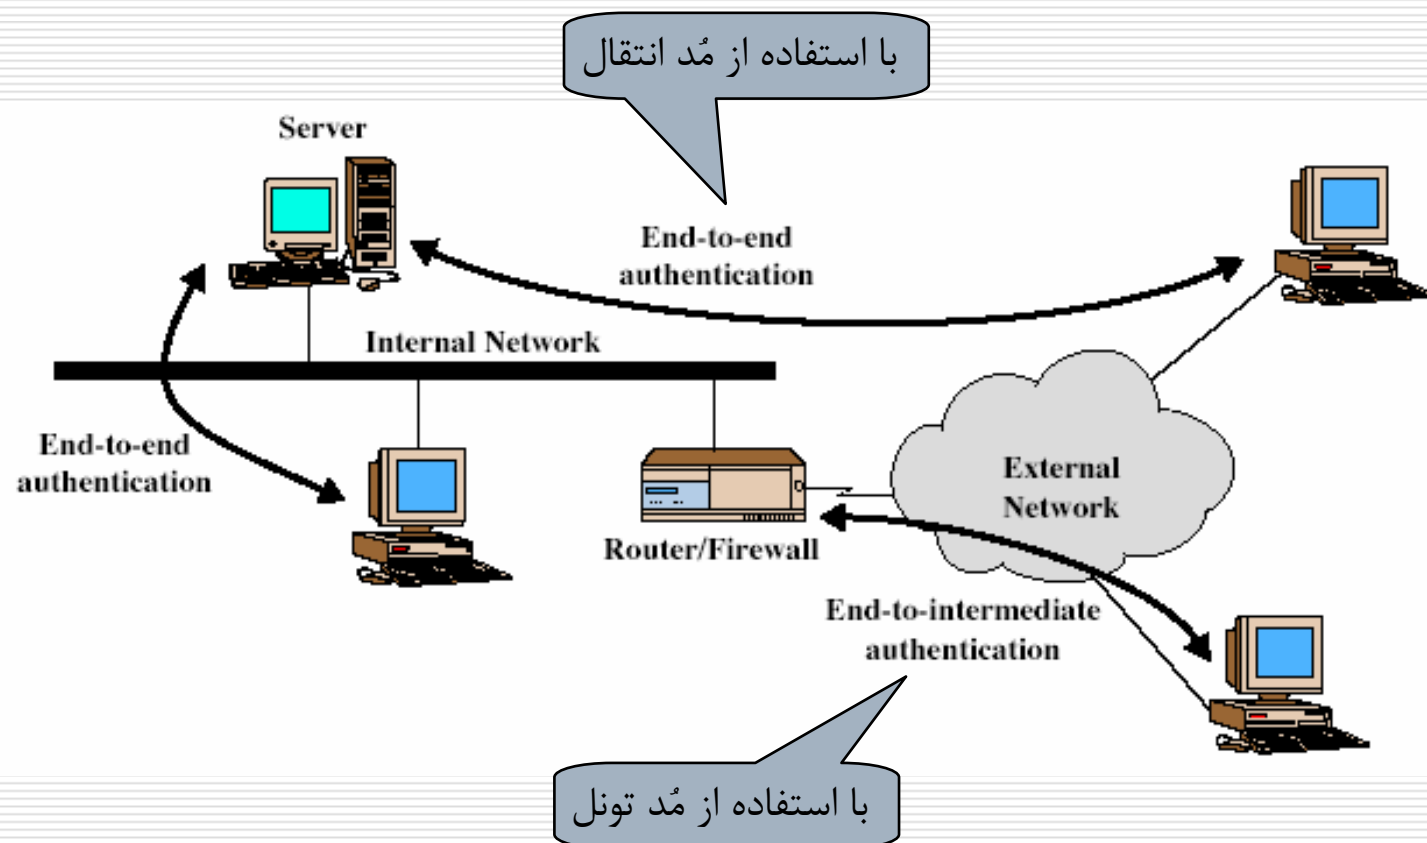 با استفاده از مُد انتقال
Server
End-to-end
authentication
Internal Network
End-to-end
authentication
External
Network
Router/Firewall
End-to-intermediate
authentication
با استفاده از مُد تونل